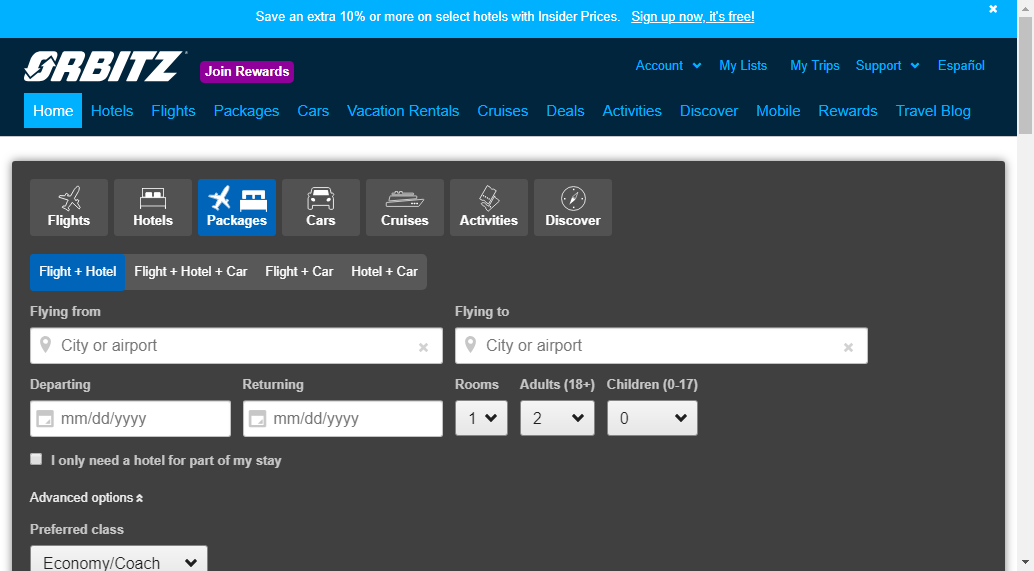 Save an extra 10% or more on select hotels with Insider Prices. Sign up now, it's free!
ORBITZ Join Rewards
Account My Lists My Trips Support Español
Home Hotels Flights Packages Cars Vacation Rentals Cruises Deals Activities Discover Mobile Rewards Travel Blog
Flights Hotels Packages Cars Cruises Activities Discover
Flight + Hotel Flight + Hotel + Car Flight + Car Hotel + Car
Flying from Flying to
City or airport City or airport
Departing Returning Rooms Adults (18+) Children (0-17)
mm/dd/yyyy mm/dd/yyyy 1 2 0
I only need a hotel for part of my stay
Advanced options
Preferred class
Economy/Coach